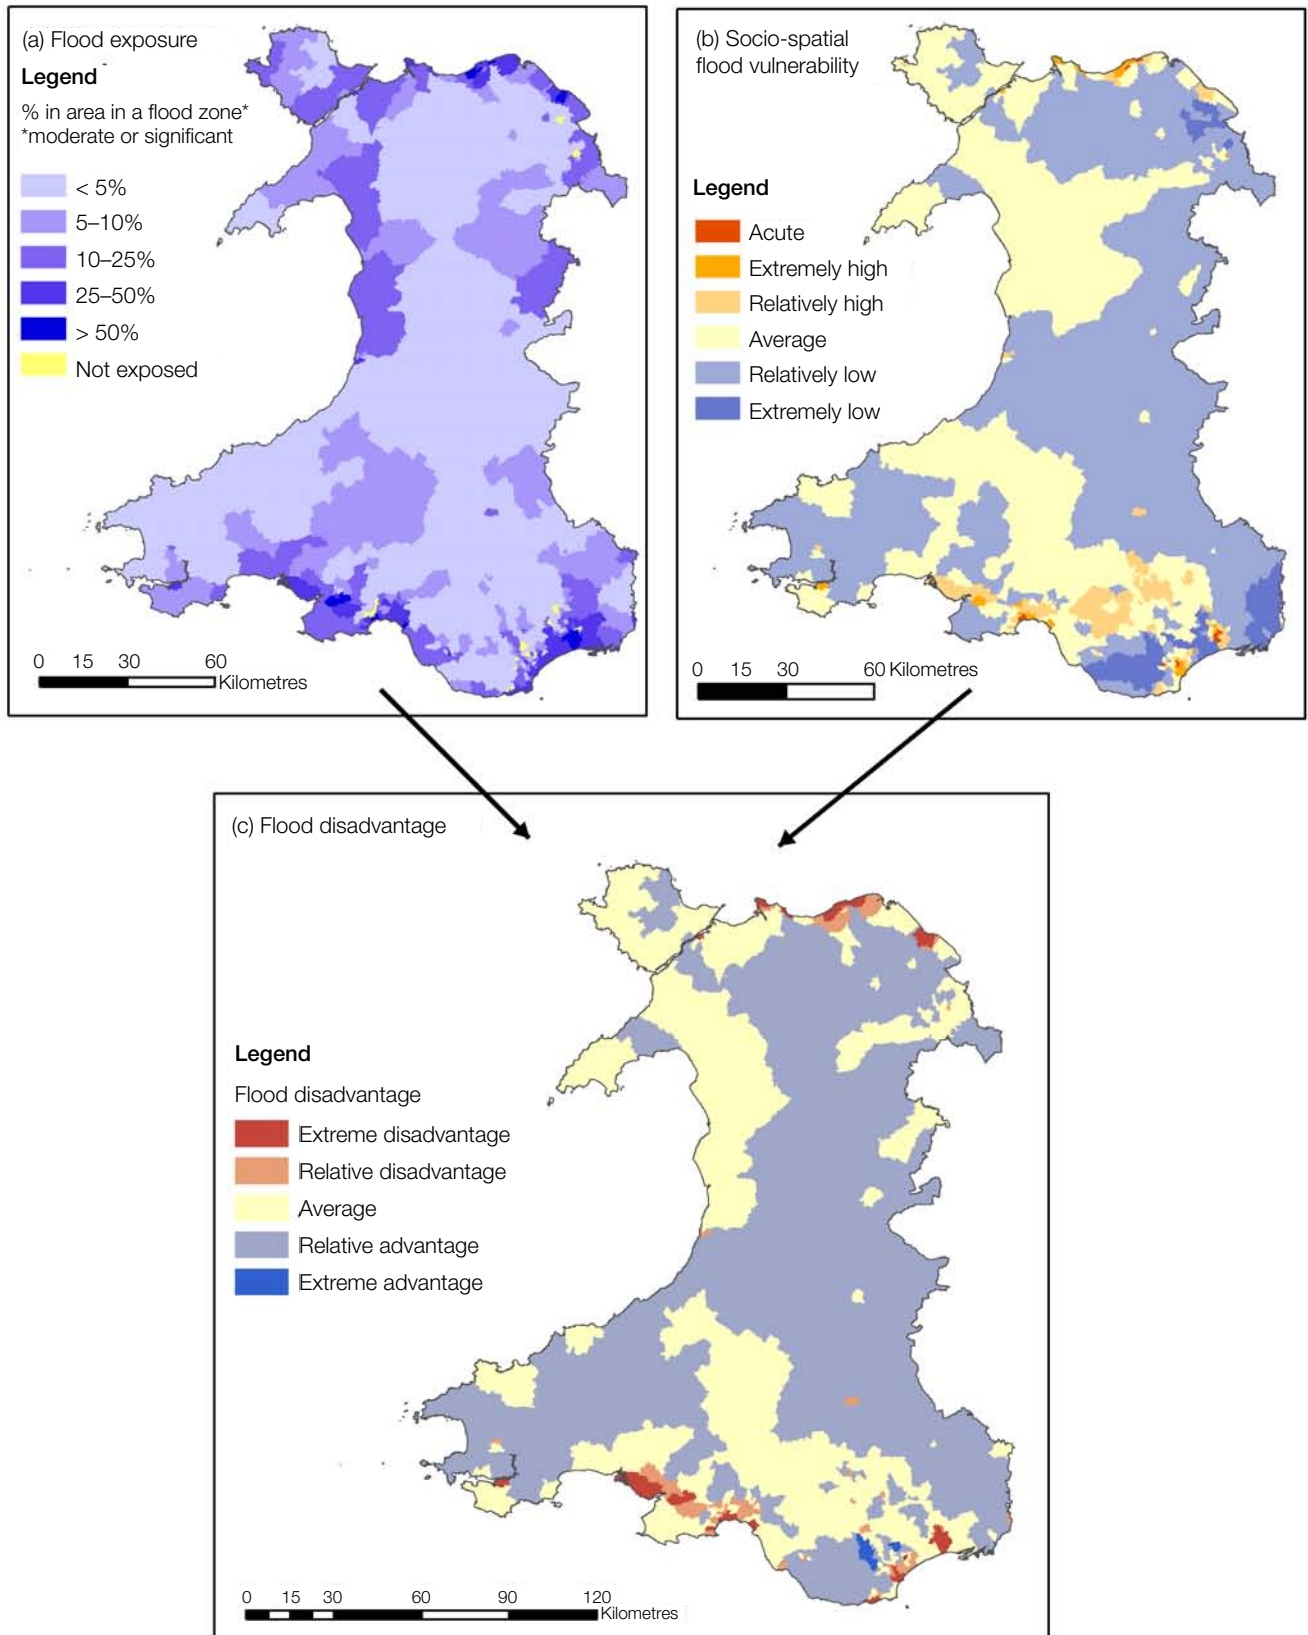 (a) Flood exposure
Legend
% in area in a flood zone*
*moderate or significant
< 5%
5–10%
10–25%
25–50%
> 50%
Not exposed
0 15 30 60
Kilometres
(b) Socio-spatial
flood vulnerability
Legend
Acute
Extremely high
Relatively high
Average
Relatively low
Extremely low
0 15 30 60 Kilometres
(c) Flood disadvantage
Legend
Flood disadvantage
Extreme disadvantage
Relative disadvantage
Average
Relative advantage
Extreme advantage
0 15 30 60 90 120
Kilometres